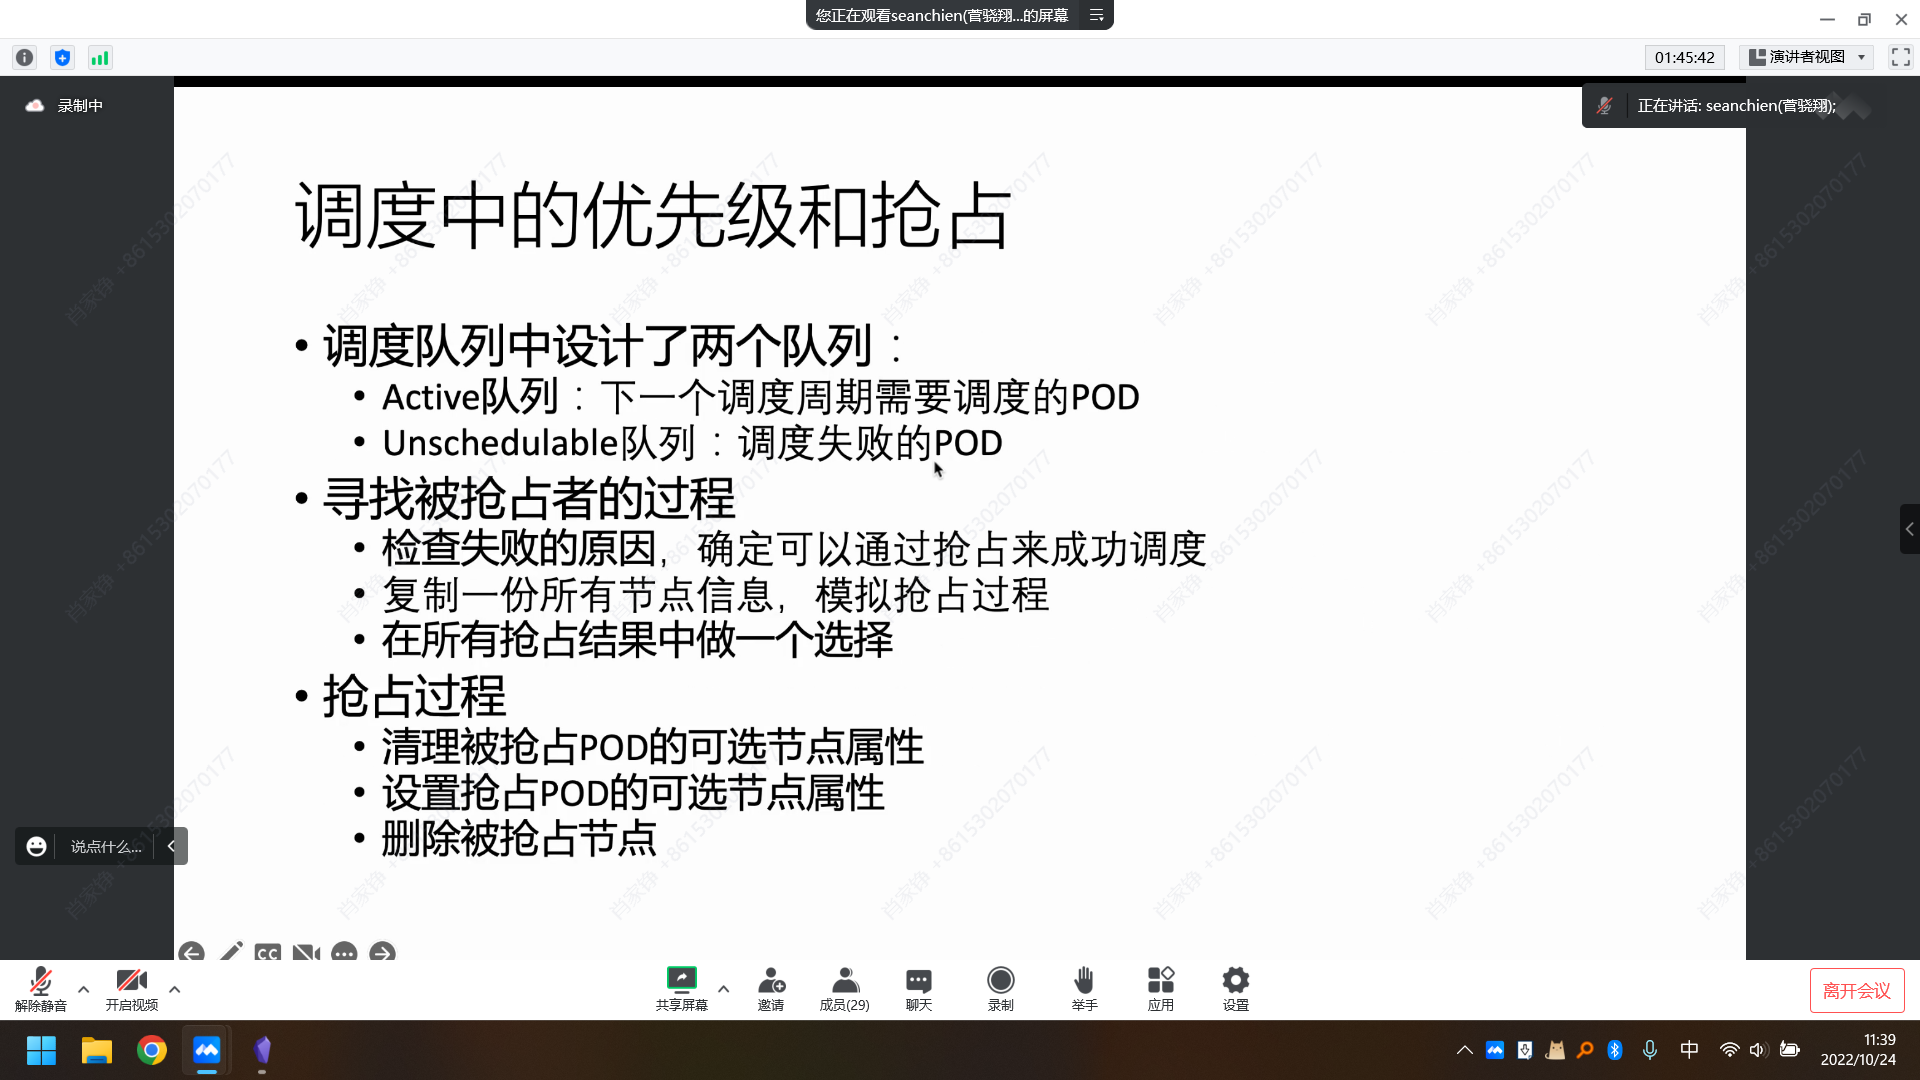 您正在观看seanchien(菅骁翔...的屏幕
01:45:42
演讲者视图
录制中
正在讲话: seanchien(菅骁翔);
调度中的优先级和抢占
• 调度队列中设计了两个队列：
• Active队列：下一个调度周期需要调度的POD
• Unschedulable队列：调度失败的POD
• 寻找被抢占者的过程
• 检查失败的原因，确定可以通过抢占来成功调度
• 复制一份所有节点信息，模拟抢占过程
• 在所有抢占结果中做一个选择
• 抢占过程
• 清理被抢占POD的可选节点属性
• 设置抢占POD的可选节点属性
• 删除被抢占节点
说点什么...
CC
解除静音
开启视频
共享屏幕
邀请
成员(29)
聊天
录制
举手
应用
设置
离开会议
中
11:39
2022/10/24
肖家铮 +8615302070177